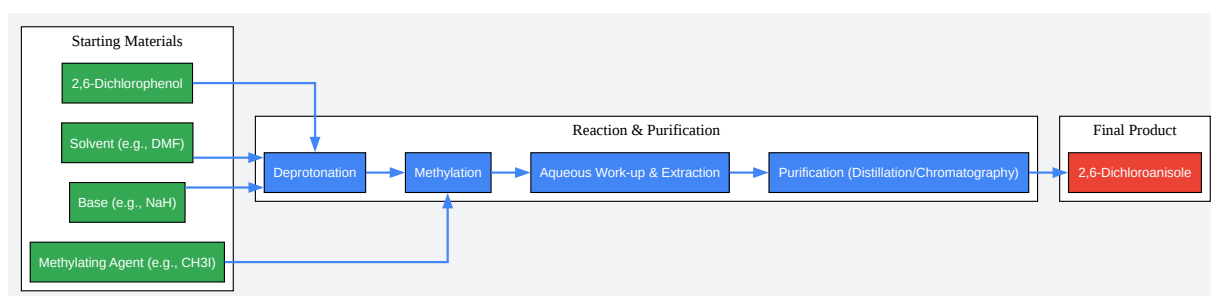 Starting Materials
2,6-Dichlorophenol
Solvent (e.g., DMF)
Base (e.g., NaH)
Methylating Agent (e.g., CH3I)
Reaction & Purification
Deprotonation
Methylation
Aqueous Work-up & Extraction
Purification (Distillation/Chromatography)
Final Product
2,6-Dichloroanisole